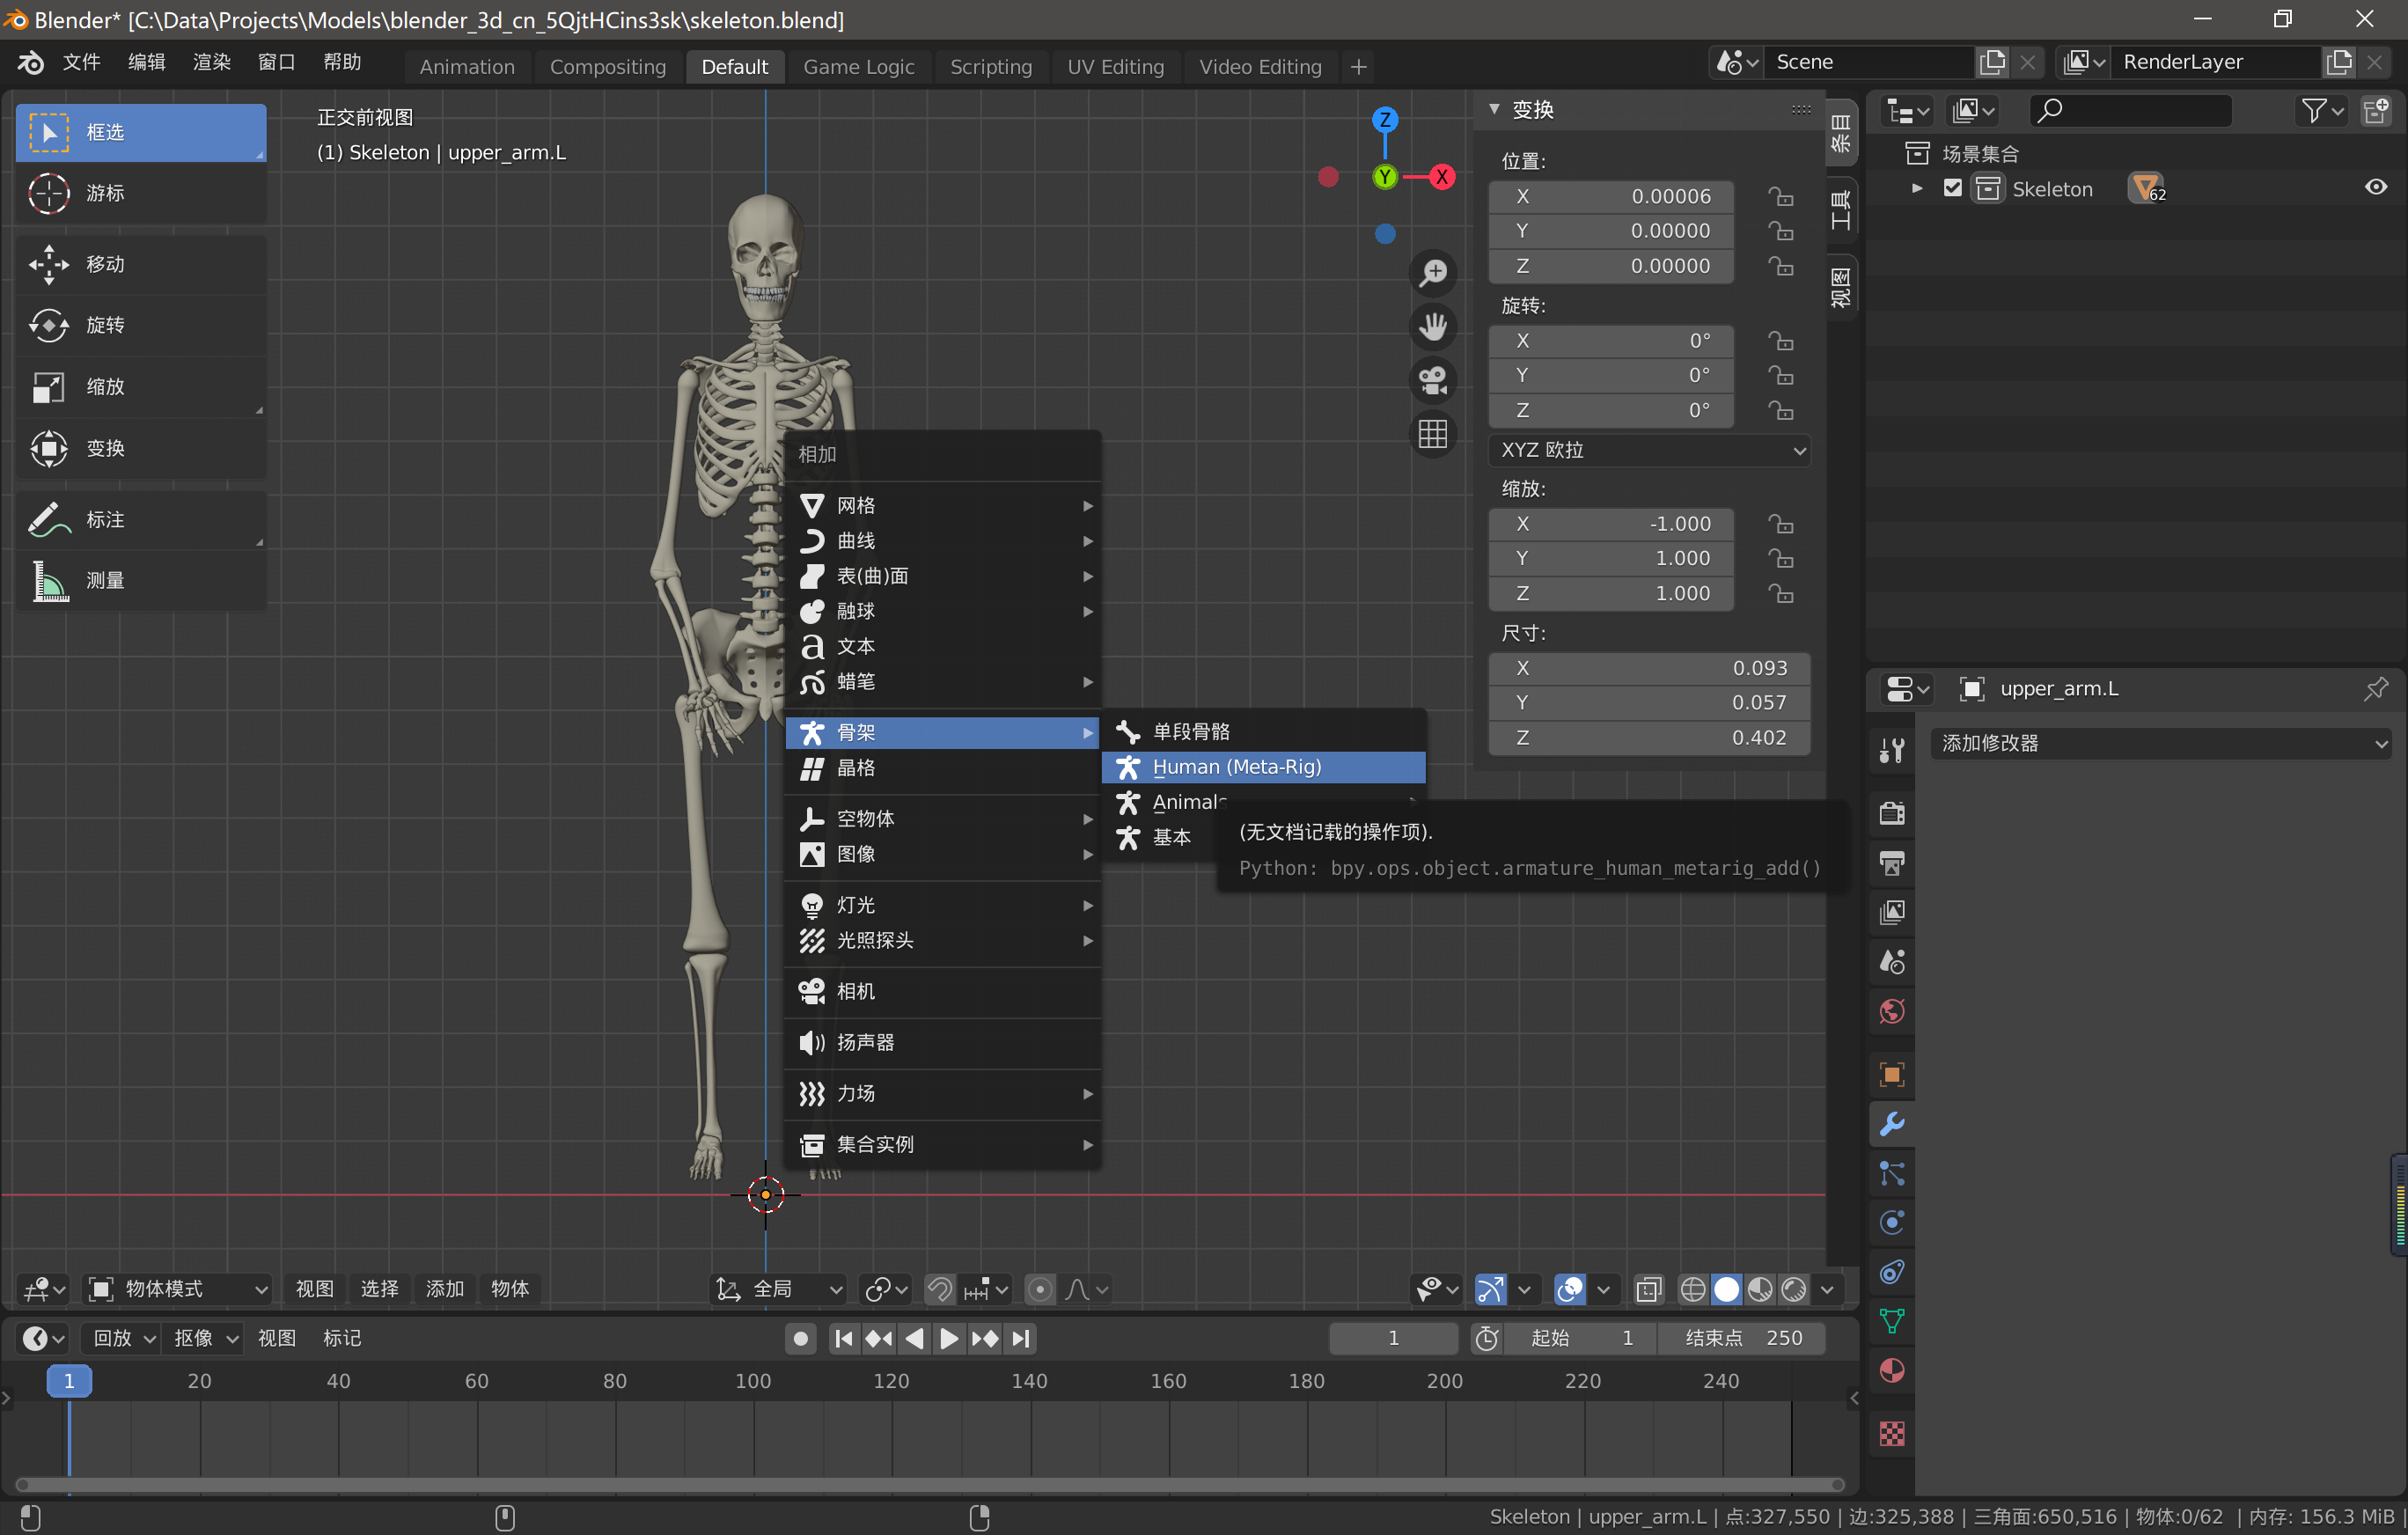 Blender* [C:\Data\Projects\Models\blender_3d_cn_5QjtHCins3sk\skeleton.blend]
文件 编辑 渲染 窗口 帮助 Animation Compositing Default Game Logic Scripting UV Editing Video Editing Scene RenderLayer
框选
游标
移动
旋转
缩放
变换
标注
测量
正交前视图
(1) Skeleton | upper_arm.L
Z
Y
X
相加
网格
曲线
表(曲)面
融球
文本
蜡笔
骨架
晶格
空物体
图像
灯光
光照探头
相机
扬声器
力场
集合实例
单段骨骼
Human (Meta-Rig)
Animals
基本
(无文档记载的操作项).
Python: bpy.ops.object.armature_human_metarig_add()
变换
位置:
X 0.00006
Y 0.00000
Z 0.00000
旋转:
X 0°
Y 0°
Z 0°
XYZ 欧拉
缩放:
X -1.000
Y 1.000
Z 1.000
尺寸:
X 0.093
Y 0.057
Z 0.402
条目
工具
视图
场景集合
Skeleton 62
upper_arm.L
添加修改器
物体模式 视图 选择 添加 物体 全局
回放 抠像 视图 标记 1 起始 1 结束点 250
1 20 40 60 80 100 120 140 160 180 200 220 240
Skeleton | upper_arm.L | 点:327,550 | 边:325,388 | 三角面:650,516 | 物体:0/62 | 内存: 156.3 MiB